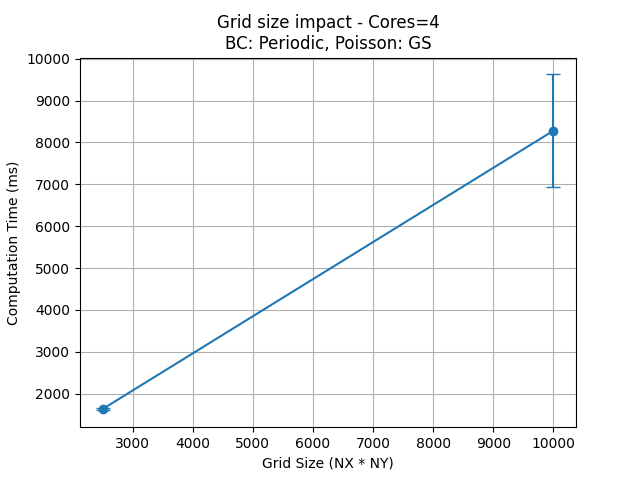 Grid size impact - Cores=4
BC: Periodic, Poisson: GS
10000
9000
8000
7000
6000
5000
4000
3000
2000
Computation Time (ms)
3000 4000 5000 6000 7000 8000 9000 10000
Grid Size (NX * NY)